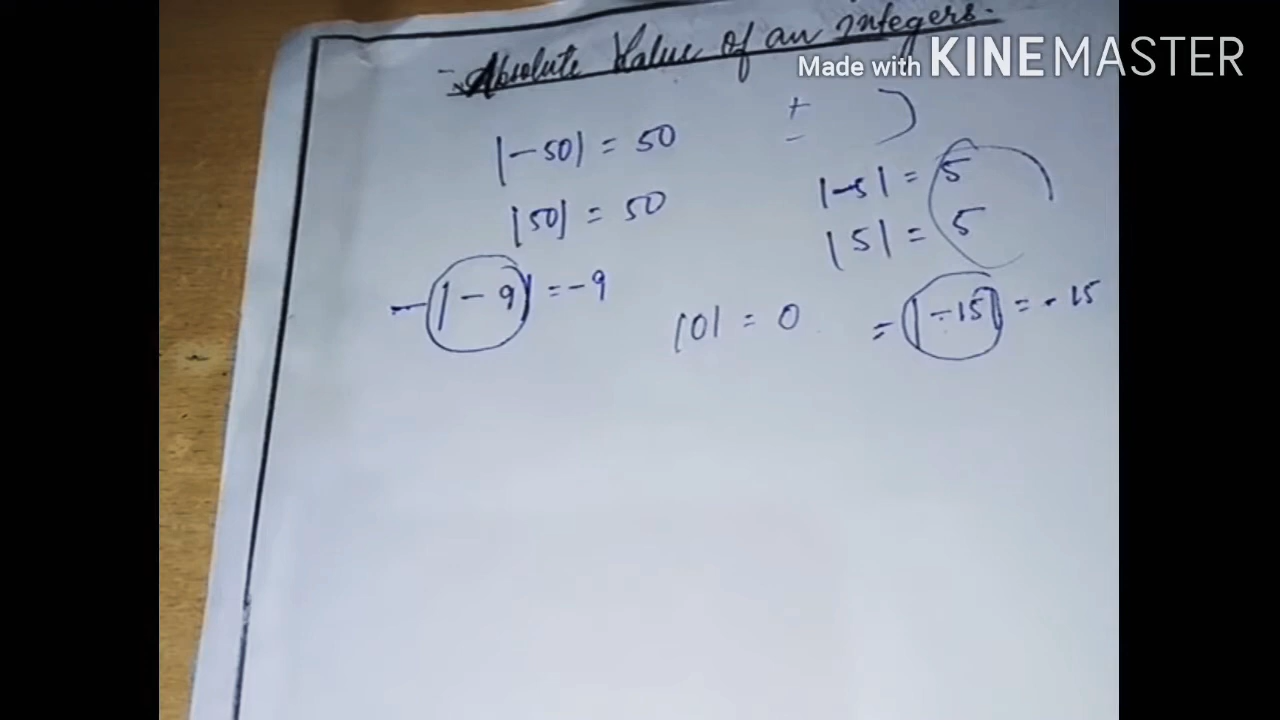 Absolute Value of an integers.
Made with KINEMASTER
|-50| = 50
+
-
|50| = 50
|-5| = 5
|5| = 5
-|-9| = -9
|0| = 0
=|-15| = -15